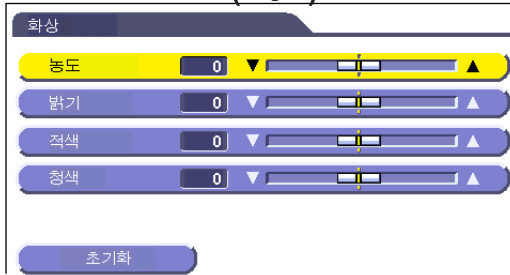 화상
농도 0 ▼ ▲
밝기 0 ▼ ▲
적색 0 ▼ ▲
청색 0 ▼ ▲
초기화